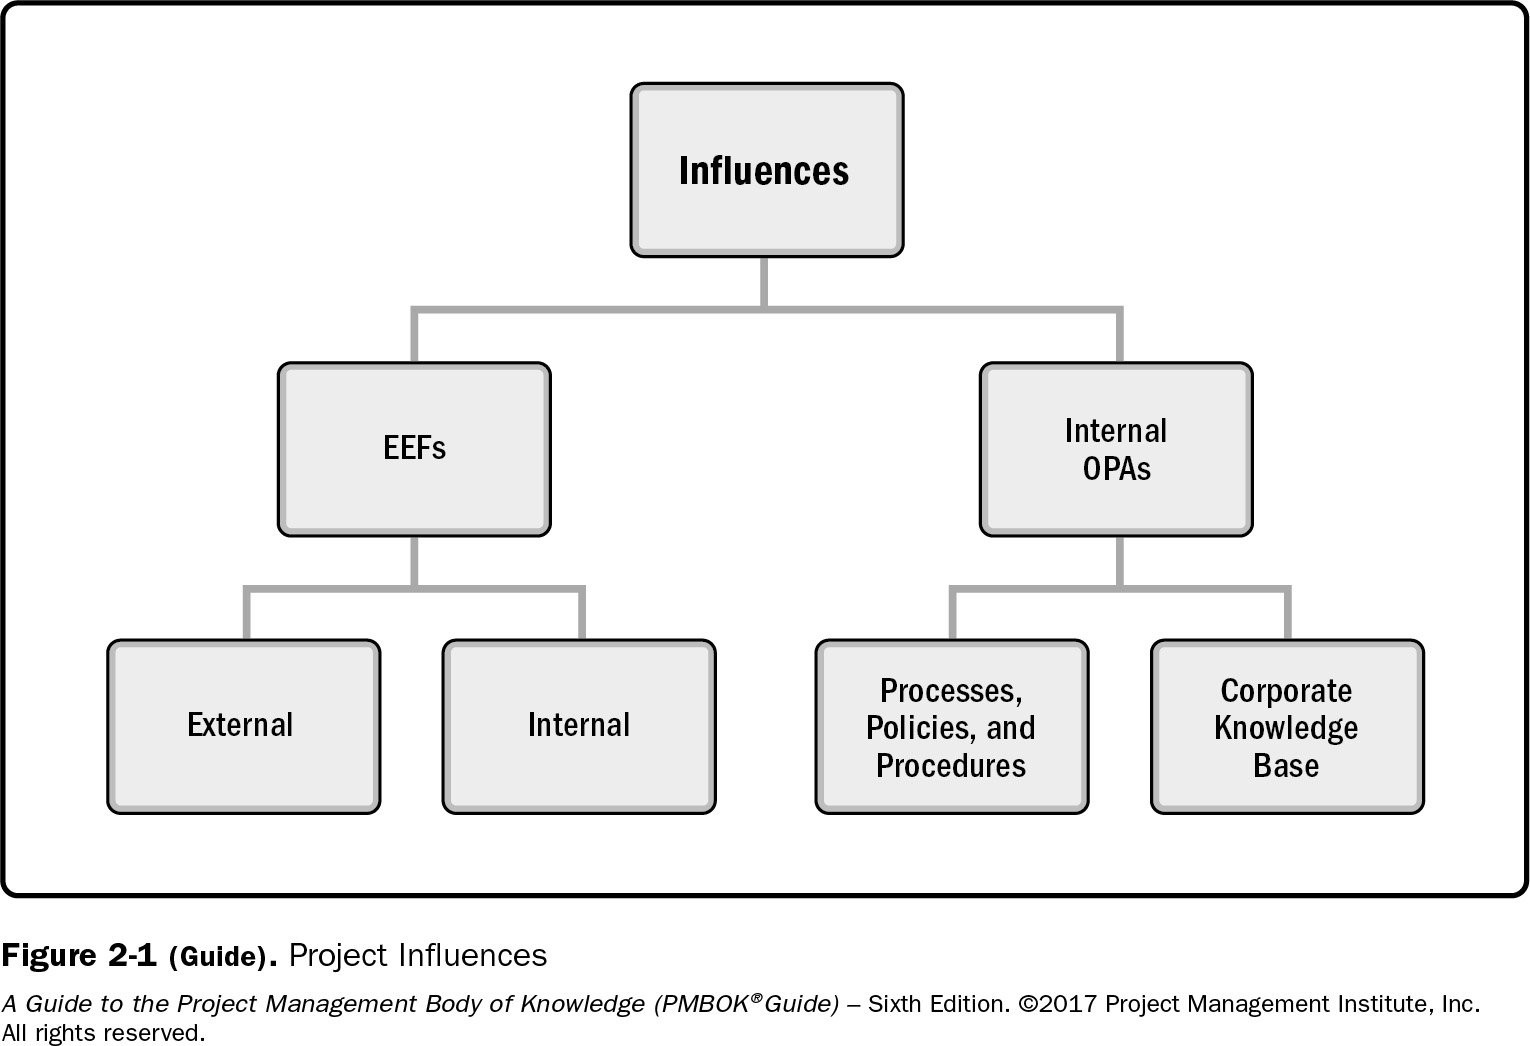 Influences
EEFs
Internal
OPAs
External
Internal
Processes,
Policies, and
Procedures
Corporate
Knowledge
Base
Figure 2-1 (Guide). Project Influences
A Guide to the Project Management Body of Knowledge (PMBOK®Guide) – Sixth Edition. ©2017 Project Management Institute, Inc.
All rights reserved.